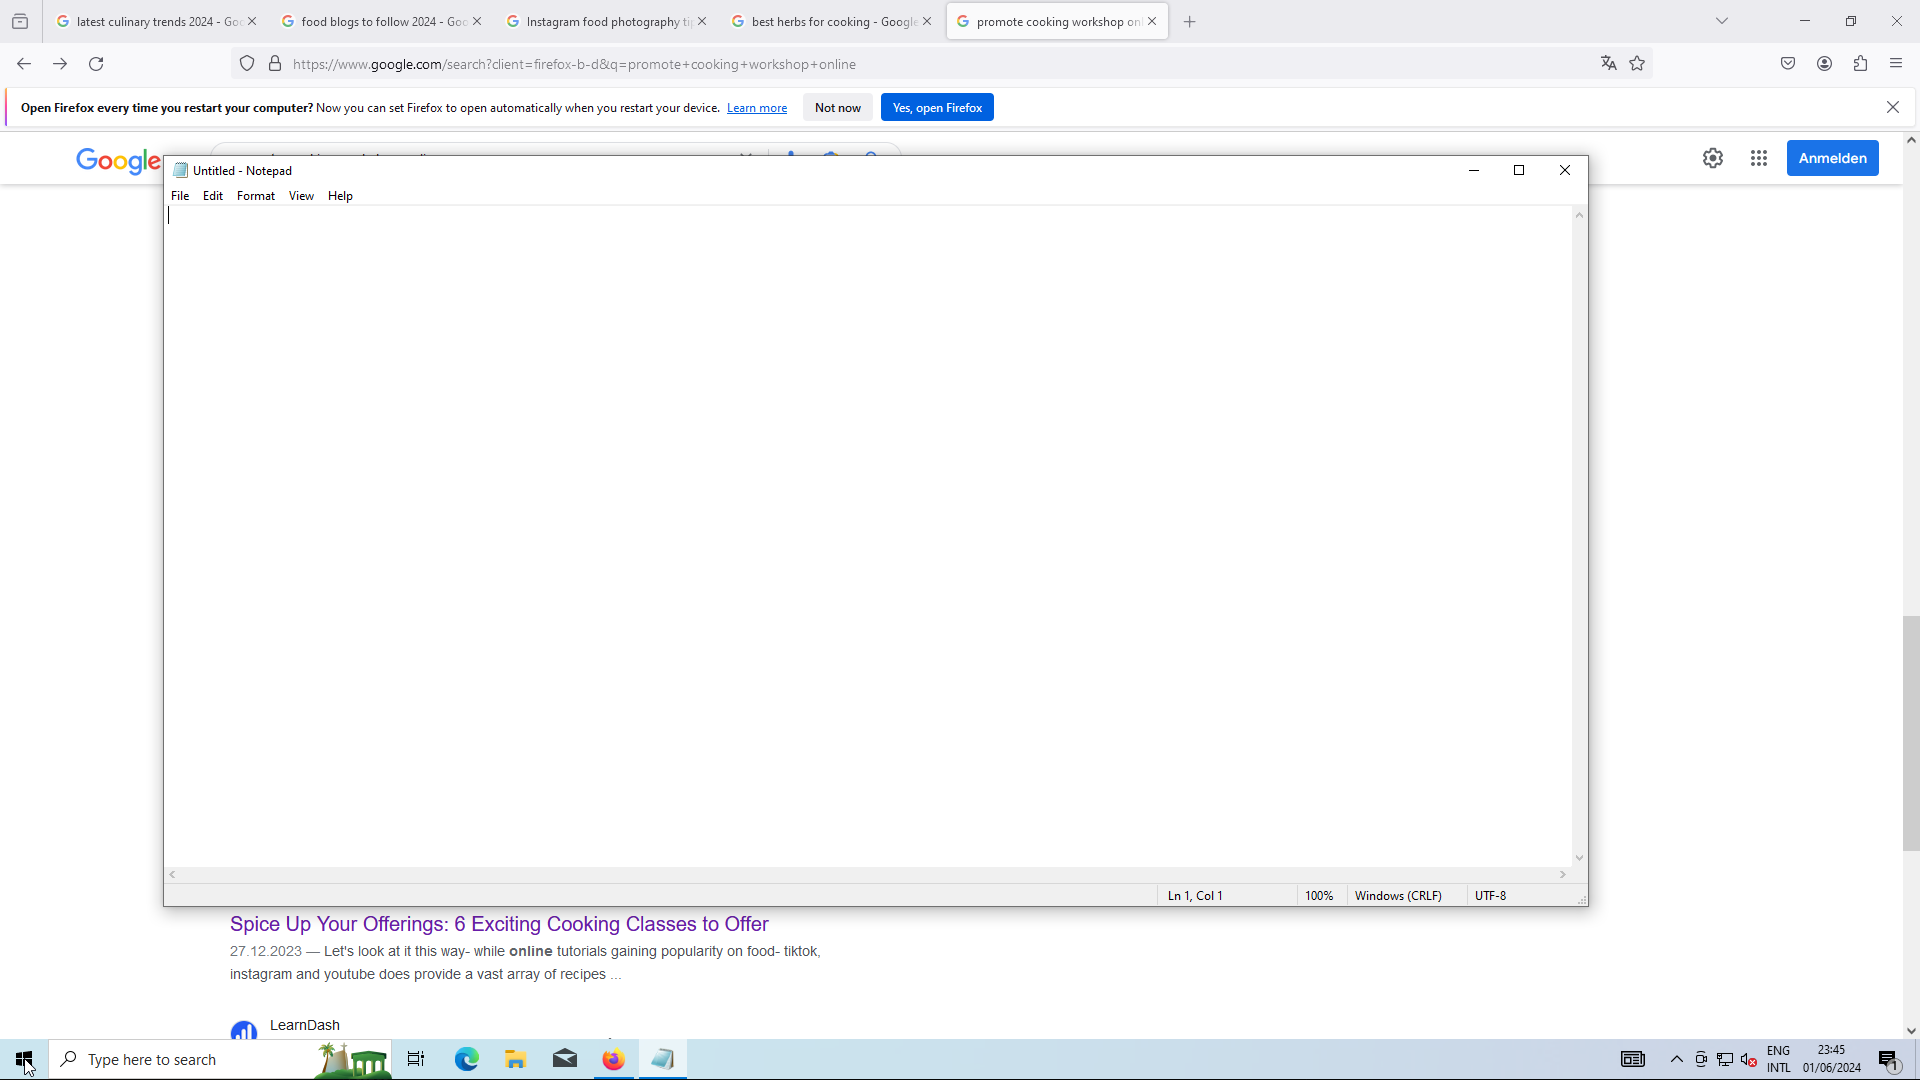 latest culinary trends 2024 - Goo
food blogs to follow 2024 - Goo
Instagram food photography tip
best herbs for cooking - Google
promote cooking workshop onl
https://www.google.com/search?client=firefox-b-d&q=promote+cooking+workshop+online
Open Firefox every time you restart your computer? Now you can set Firefox to open automatically when you restart your device. Learn more
Not now
Yes, open Firefox
Google
Anmelden
Untitled - Notepad
File
Edit
Format
View
Help
Ln 1, Col 1
100%
Windows (CRLF)
UTF-8
Spice Up Your Offerings: 6 Exciting Cooking Classes to Offer
27.12.2023 — Let's look at it this way- while online tutorials gaining popularity on food- tiktok,
instagram and youtube does provide a vast array of recipes ...
LearnDash
Type here to search
ENG
INTL
23:45
01/06/2024
1